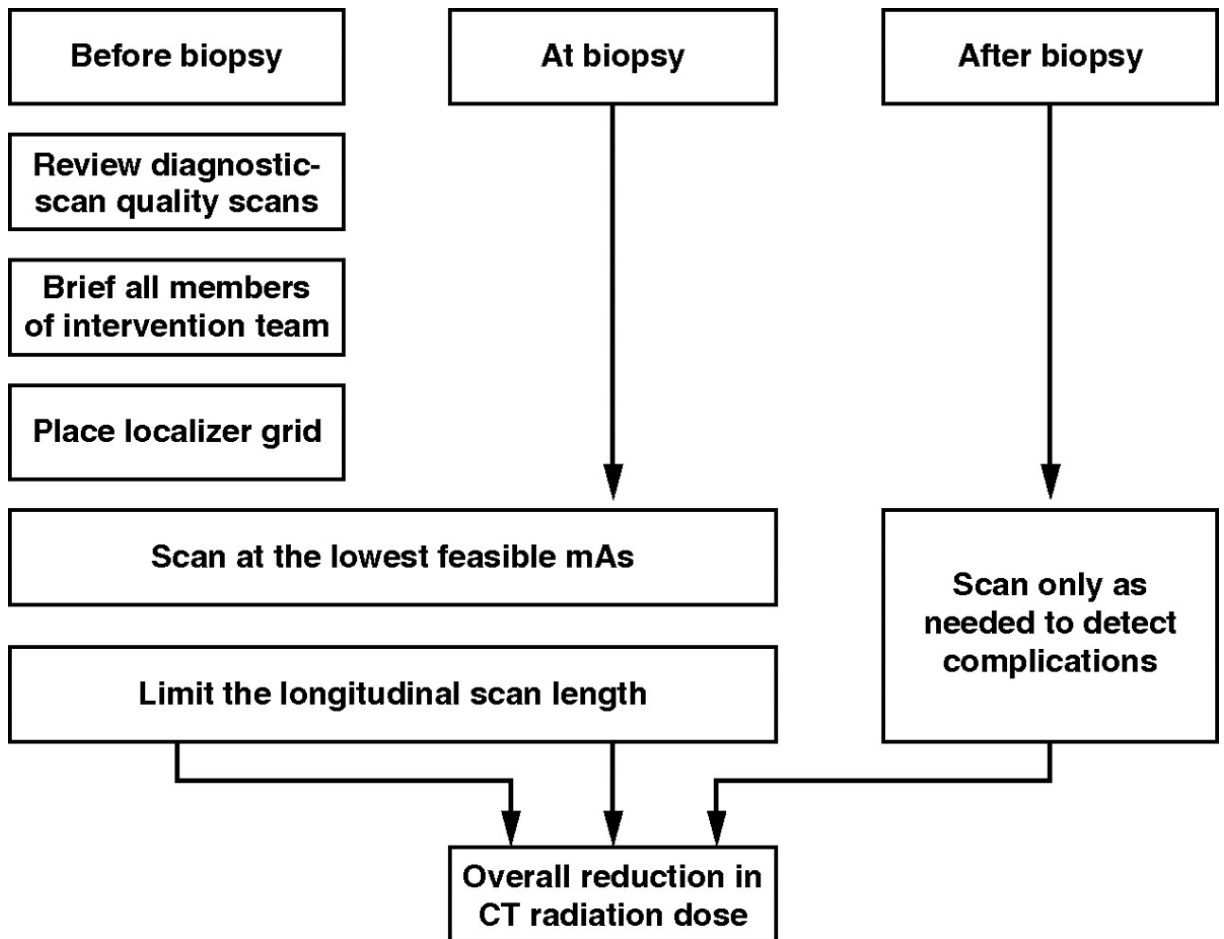 Before biopsy
At biopsy
After biopsy
Review diagnostic-
scan quality scans
Brief all members
of intervention team
Place localizer grid
Scan at the lowest feasible mAs
Limit the longitudinal scan length
Scan only as
needed to detect
complications
Overall reduction in
CT radiation dose